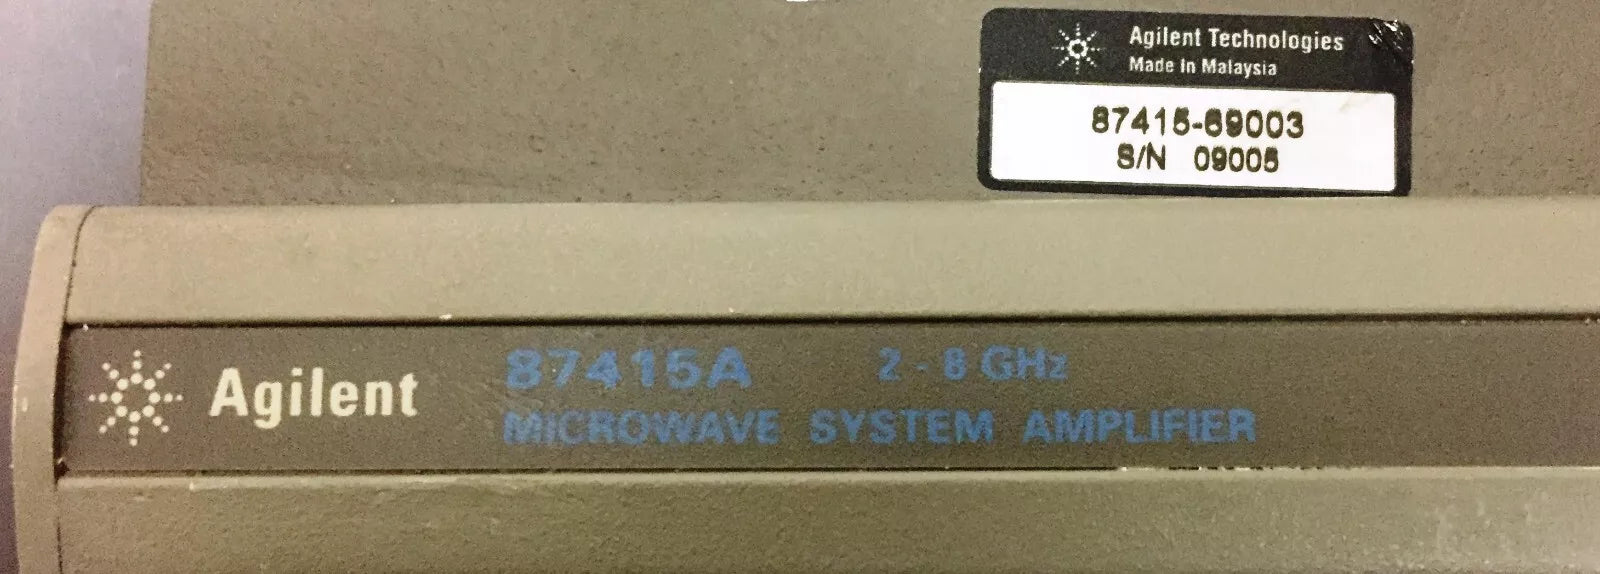 Agilent Technologies
Made In Malaysia
87415-69003
S/N 09005
Agilent
87415A 2 - 8 GHz
MICROWAVE SYSTEM AMPLIFIER